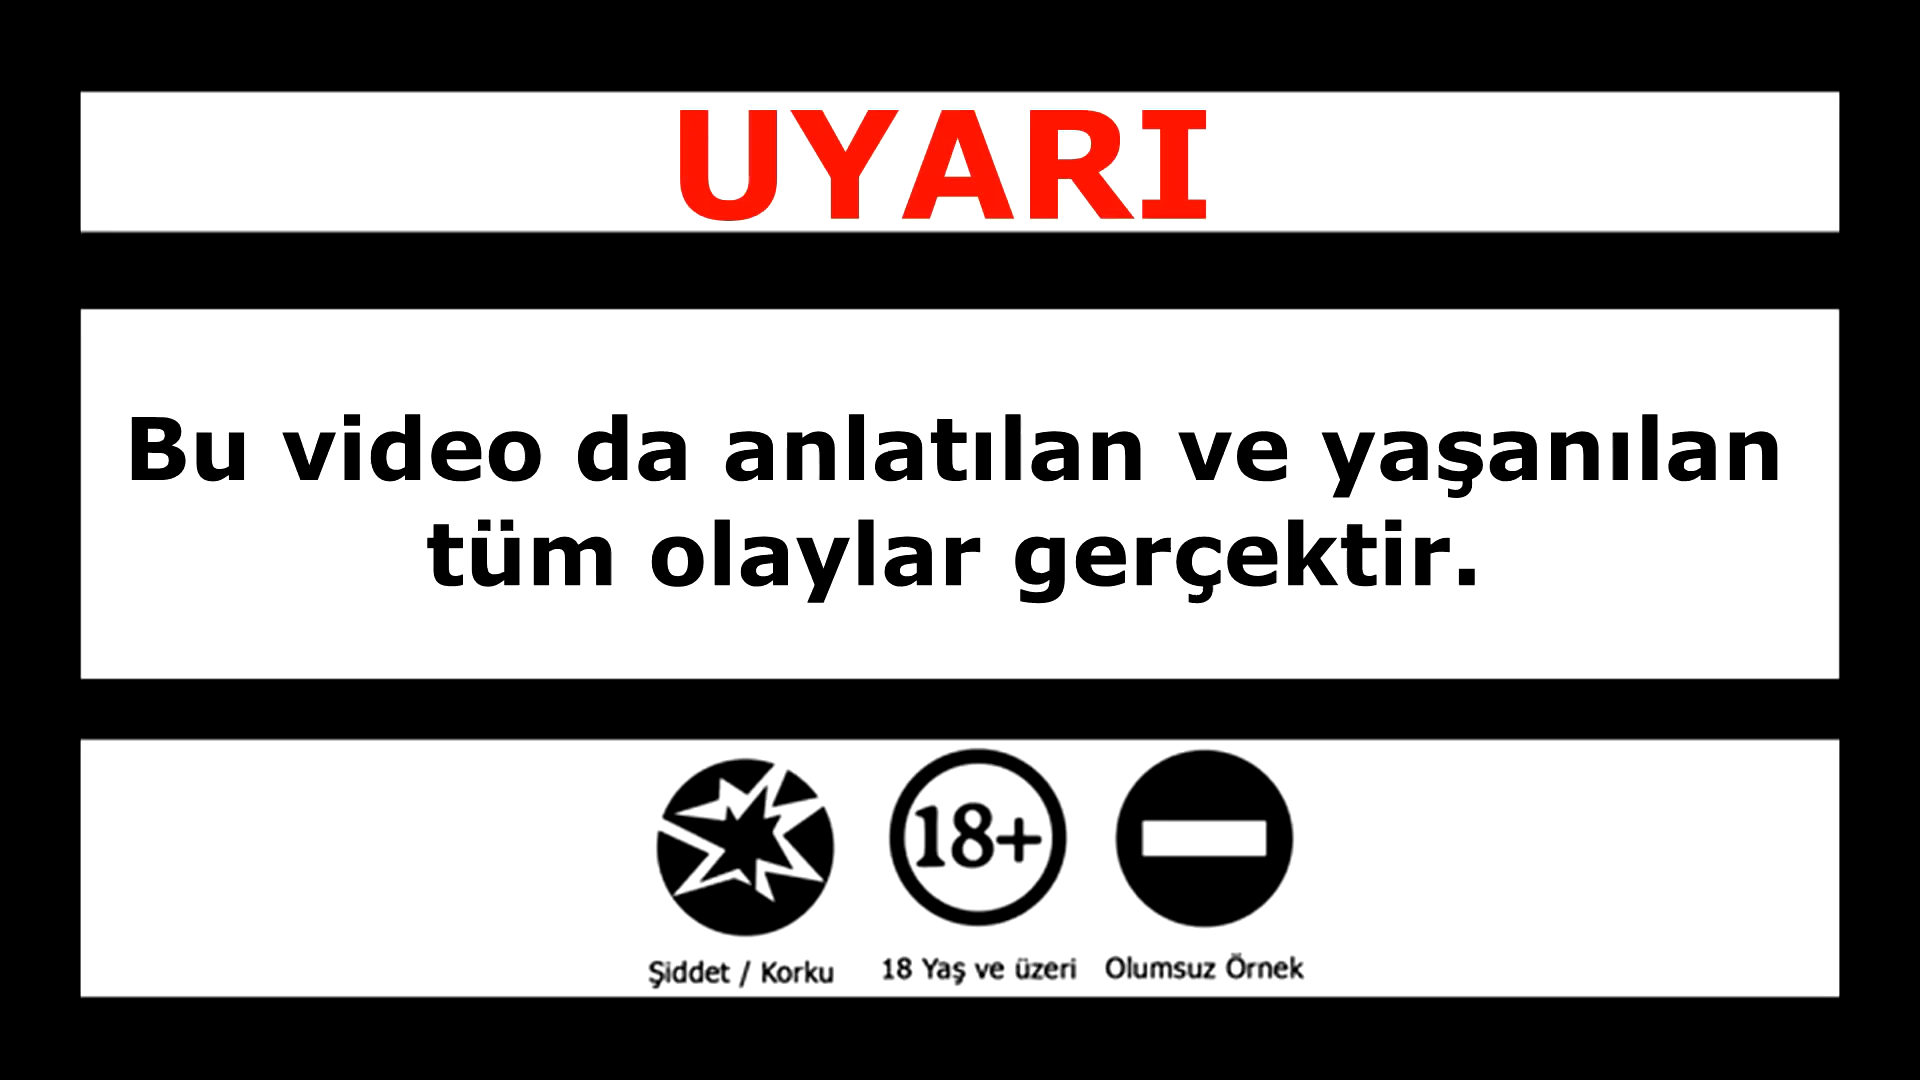 UYARI
Bu video da anlatılan ve yaşanılan
tüm olaylar gerçektir.
18+
Şiddet / Korku 18 Yaş ve üzeri Olumsuz Örnek